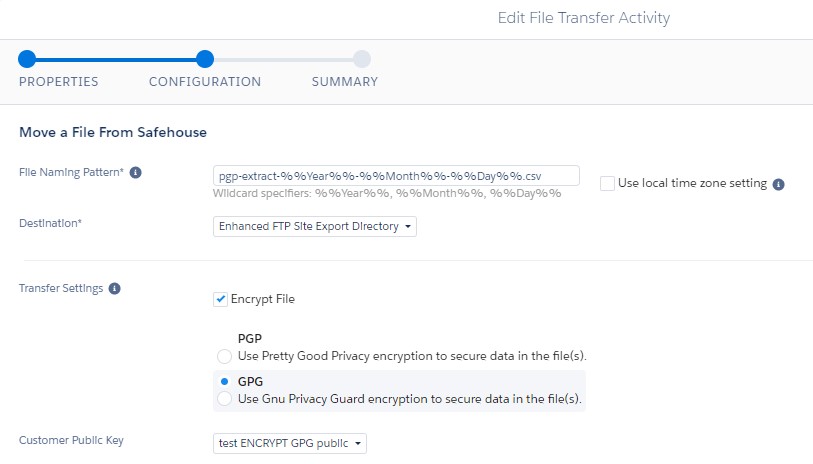 Edit File Transfer Activity
PROPERTIES CONFIGURATION SUMMARY
Move a File From Safehouse
File Naming Pattern* pgp-extract-%%Year%%-%%Month%%-%%Day%%.csv Use local time zone setting
Wildcard specifiers: %%Year%%, %%Month%%, %%Day%%
Destination* Enhanced FTP Site Export Directory
Transfer Settings
Encrypt File
PGP
Use Pretty Good Privacy encryption to secure data in the file(s).
GPG
Use Gnu Privacy Guard encryption to secure data in the file(s).
Customer Public Key test ENCRYPT GPG public